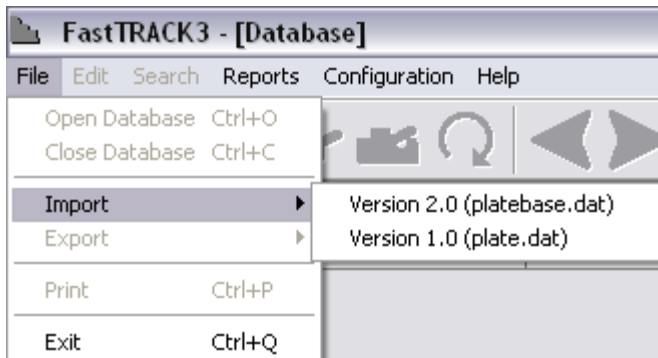 FastTRACK3 - [Database]
File Edit Search Reports Configuration Help
Open Database Ctrl+O
Close Database Ctrl+C
Import
Version 2.0 (platebase.dat)
Version 1.0 (plate.dat)
Export
Print Ctrl+P
Exit Ctrl+Q